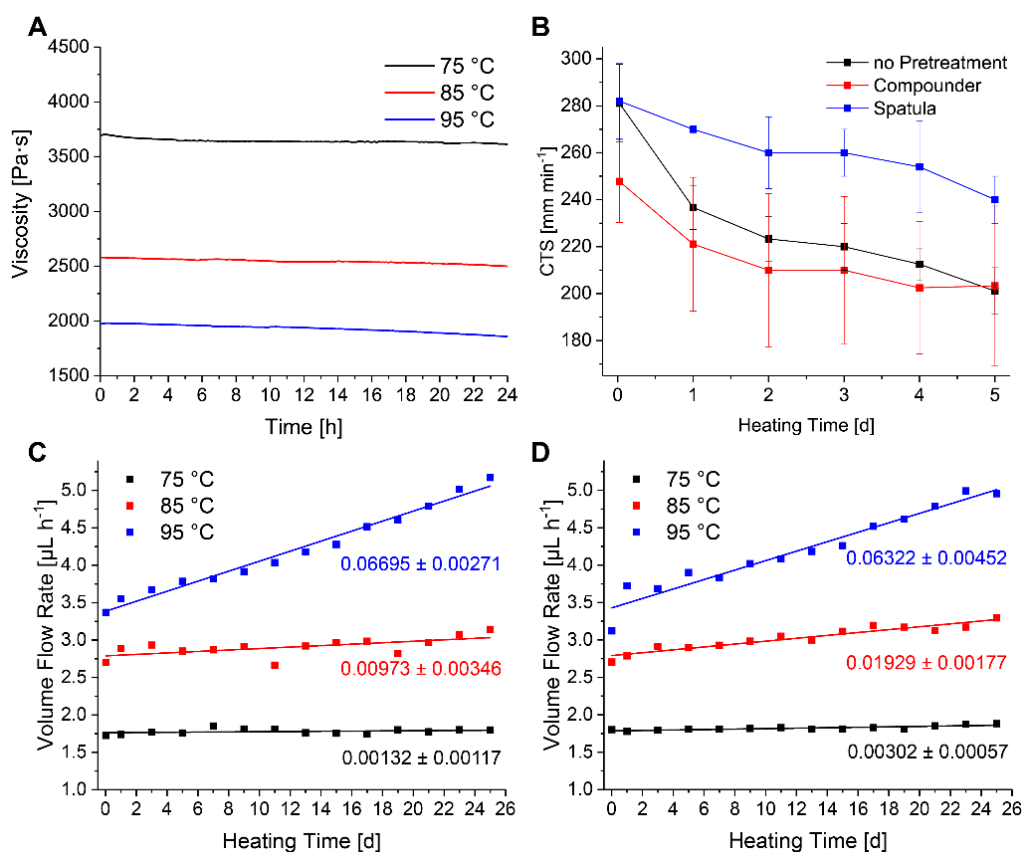 A
4500
4000
3500
3000
2500
2000
1500
Viscosity [Pa·s]
75 °C
85 °C
95 °C
0 2 4 6 8 10 12 14 16 18 20 22 24
Time [h]
B
300
280
260
240
220
200
180
CTS [mm min⁻¹]
no Pretreatment
Compounder
Spatula
0 1 2 3 4 5
Heating Time [d]
C
5.0
4.5
4.0
3.5
3.0
2.5
2.0
1.5
1.0
Volume Flow Rate [µL h⁻¹]
75 °C
85 °C
95 °C
0.06695 ± 0.00271
0.00973 ± 0.00346
0.00132 ± 0.00117
0 2 4 6 8 10 12 14 16 18 20 22 24 26
Heating Time [d]
D
5.0
4.5
4.0
3.5
3.0
2.5
2.0
1.5
1.0
Volume Flow Rate [µL h⁻¹]
75 °C
85 °C
95 °C
0.06322 ± 0.00452
0.01929 ± 0.00177
0.00302 ± 0.00057
0 2 4 6 8 10 12 14 16 18 20 22 24 26
Heating Time [d]